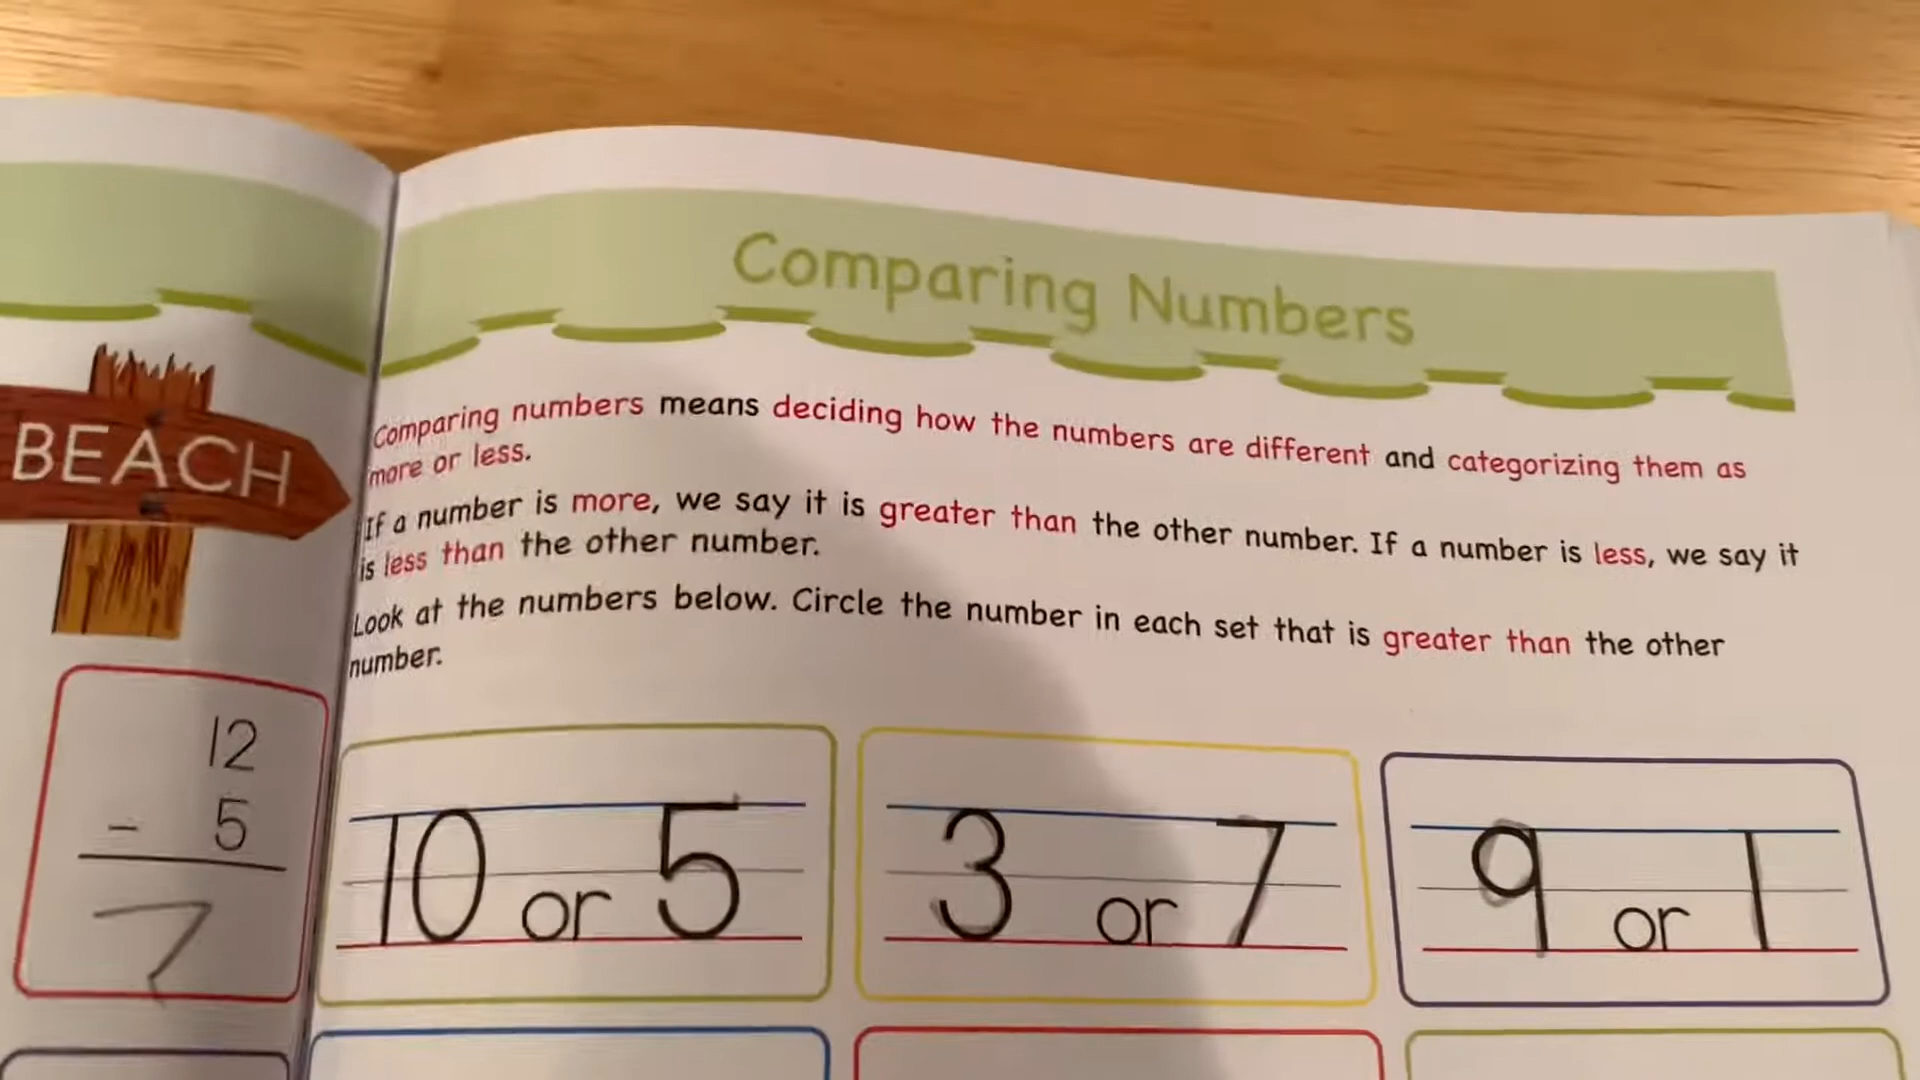 BEACH
12
- 5
7
Comparing Numbers
Comparing numbers means deciding how the numbers are different and categorizing them as
more or less.
If a number is more, we say it is greater than the other number. If a number is less, we say it
is less than the other number.
Look at the numbers below. Circle the number in each set that is greater than the other
number.
10 or 5
3 or 7
9 or 1